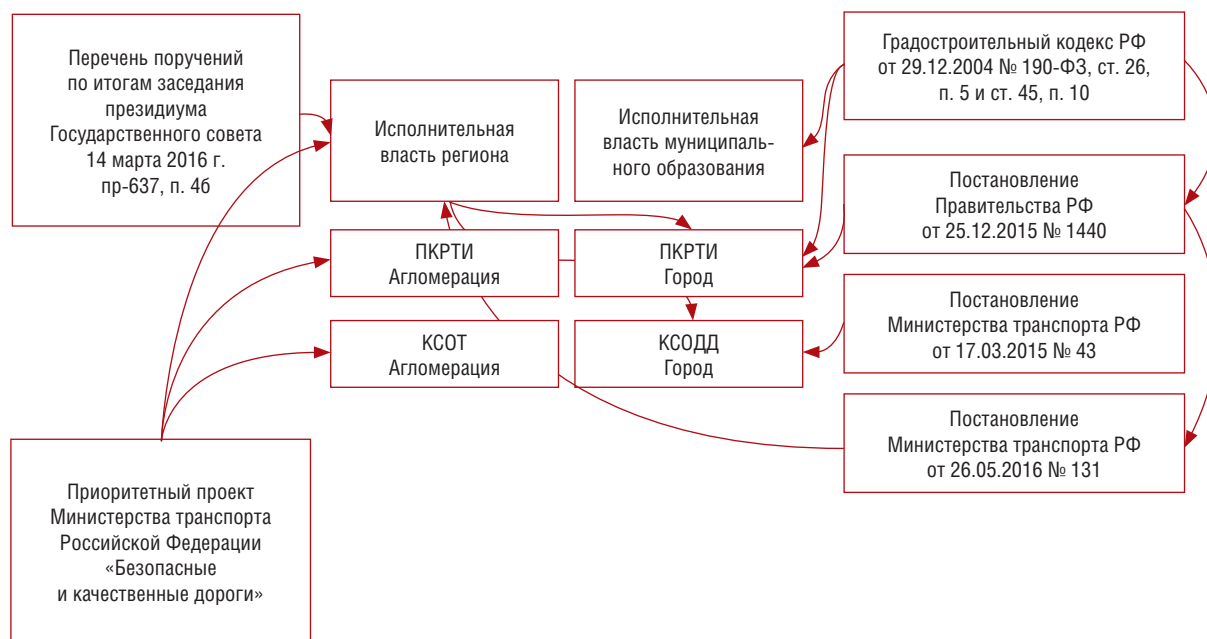 Перечень поручений
по итогам заседания
президиума
Государственного совета
14 марта 2016 г.
пр-637, п. 4б
Исполнительная
власть региона
Исполнительная
власть муниципаль-
ного образования
Градостроительный кодекс РФ
от 29.12.2004 № 190-ФЗ, ст. 26,
п. 5 и ст. 45, п. 10
Постановление
Правительства РФ
от 25.12.2015 № 1440
ПКРТИ
Агломерация
ПКРТИ
Город
Постановление
Министерства транспорта РФ
от 17.03.2015 № 43
КСОТ
Агломерация
КСОДД
Город
Постановление
Министерства транспорта РФ
от 26.05.2016 № 131
Приоритетный проект
Министерства транспорта
Российской Федерации
«Безопасные
и качественные дороги»